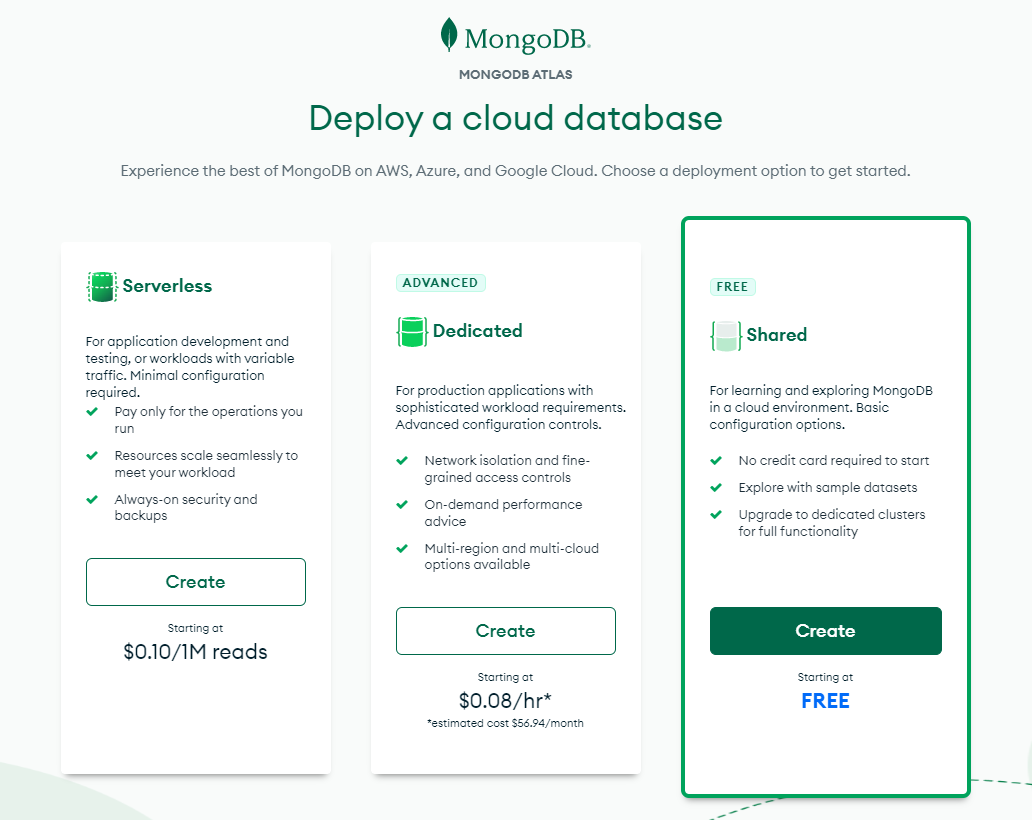 MongoDB.
MONGODB ATLAS
Deploy a cloud database
Experience the best of MongoDB on AWS, Azure, and Google Cloud. Choose a deployment option to get started.
Serverless
For application development and
testing, or workloads with variable
traffic. Minimal configuration
required.
Pay only for the operations you
run
Resources scale seamlessly to
meet your workload
Always-on security and
backups
Create
Starting at
$0.10/1M reads
ADVANCED
Dedicated
For production applications with
sophisticated workload requirements.
Advanced configuration controls.
Network isolation and fine-
grained access controls
On-demand performance
advice
Multi-region and multi-cloud
options available
Create
Starting at
$0.08/hr*
*estimated cost $56.94/month
FREE
Shared
For learning and exploring MongoDB
in a cloud environment. Basic
configuration options.
No credit card required to start
Explore with sample datasets
Upgrade to dedicated clusters
for full functionality
Create
Starting at
FREE